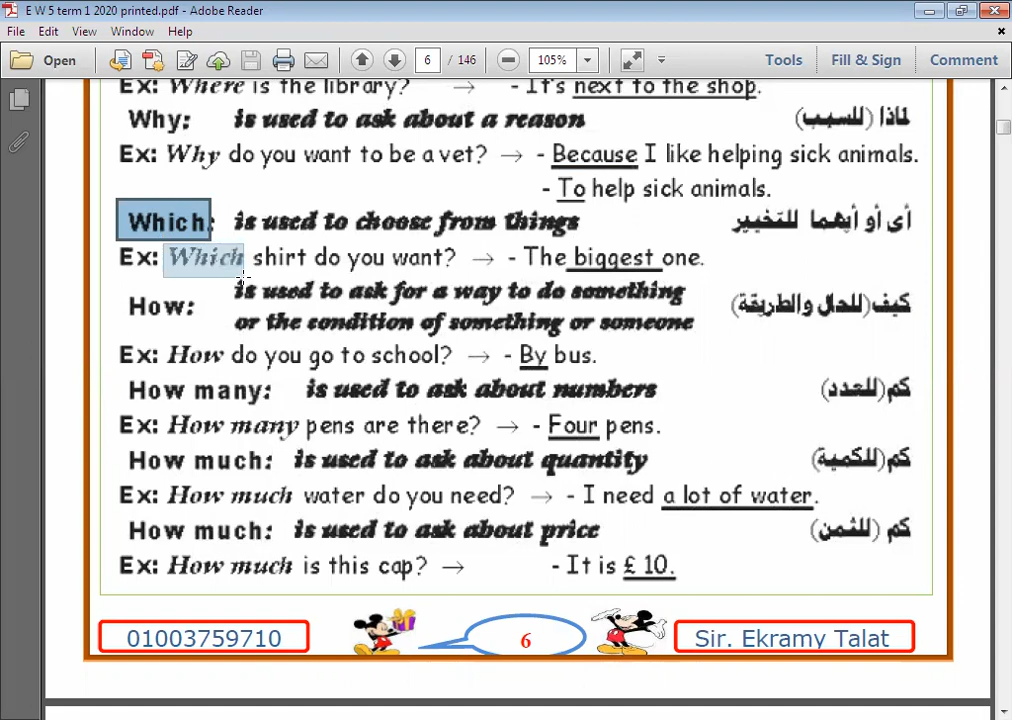 E W 5 term 1 2020 printed.pdf - Adobe Reader
File Edit View Window Help
Open 6 / 146 105% Tools Fill & Sign Comment
Ex: Where is the library? → - It's next to the shop.
Why: is used to ask about a reason لماذا (للسبب)
Ex: Why do you want to be a vet? → - Because I like helping sick animals.
- To help sick animals.
Which: is used to choose from things أى أو أيهما للتخيير
Ex: Which shirt do you want? → - The biggest one.
How: is used to ask for a way to do something كيف(للحال والطريقة)
or the condition of something or someone
Ex: How do you go to school? → - By bus.
How many: is used to ask about numbers كم(للعدد)
Ex: How many pens are there? → - Four pens.
How much: is used to ask about quantity كم(للكمية)
Ex: How much water do you need? → - I need a lot of water.
How much: is used to ask about price كم (للثمن)
Ex: How much is this cap? → - It is £ 10.
01003759710 6 Sir. Ekramy Talat